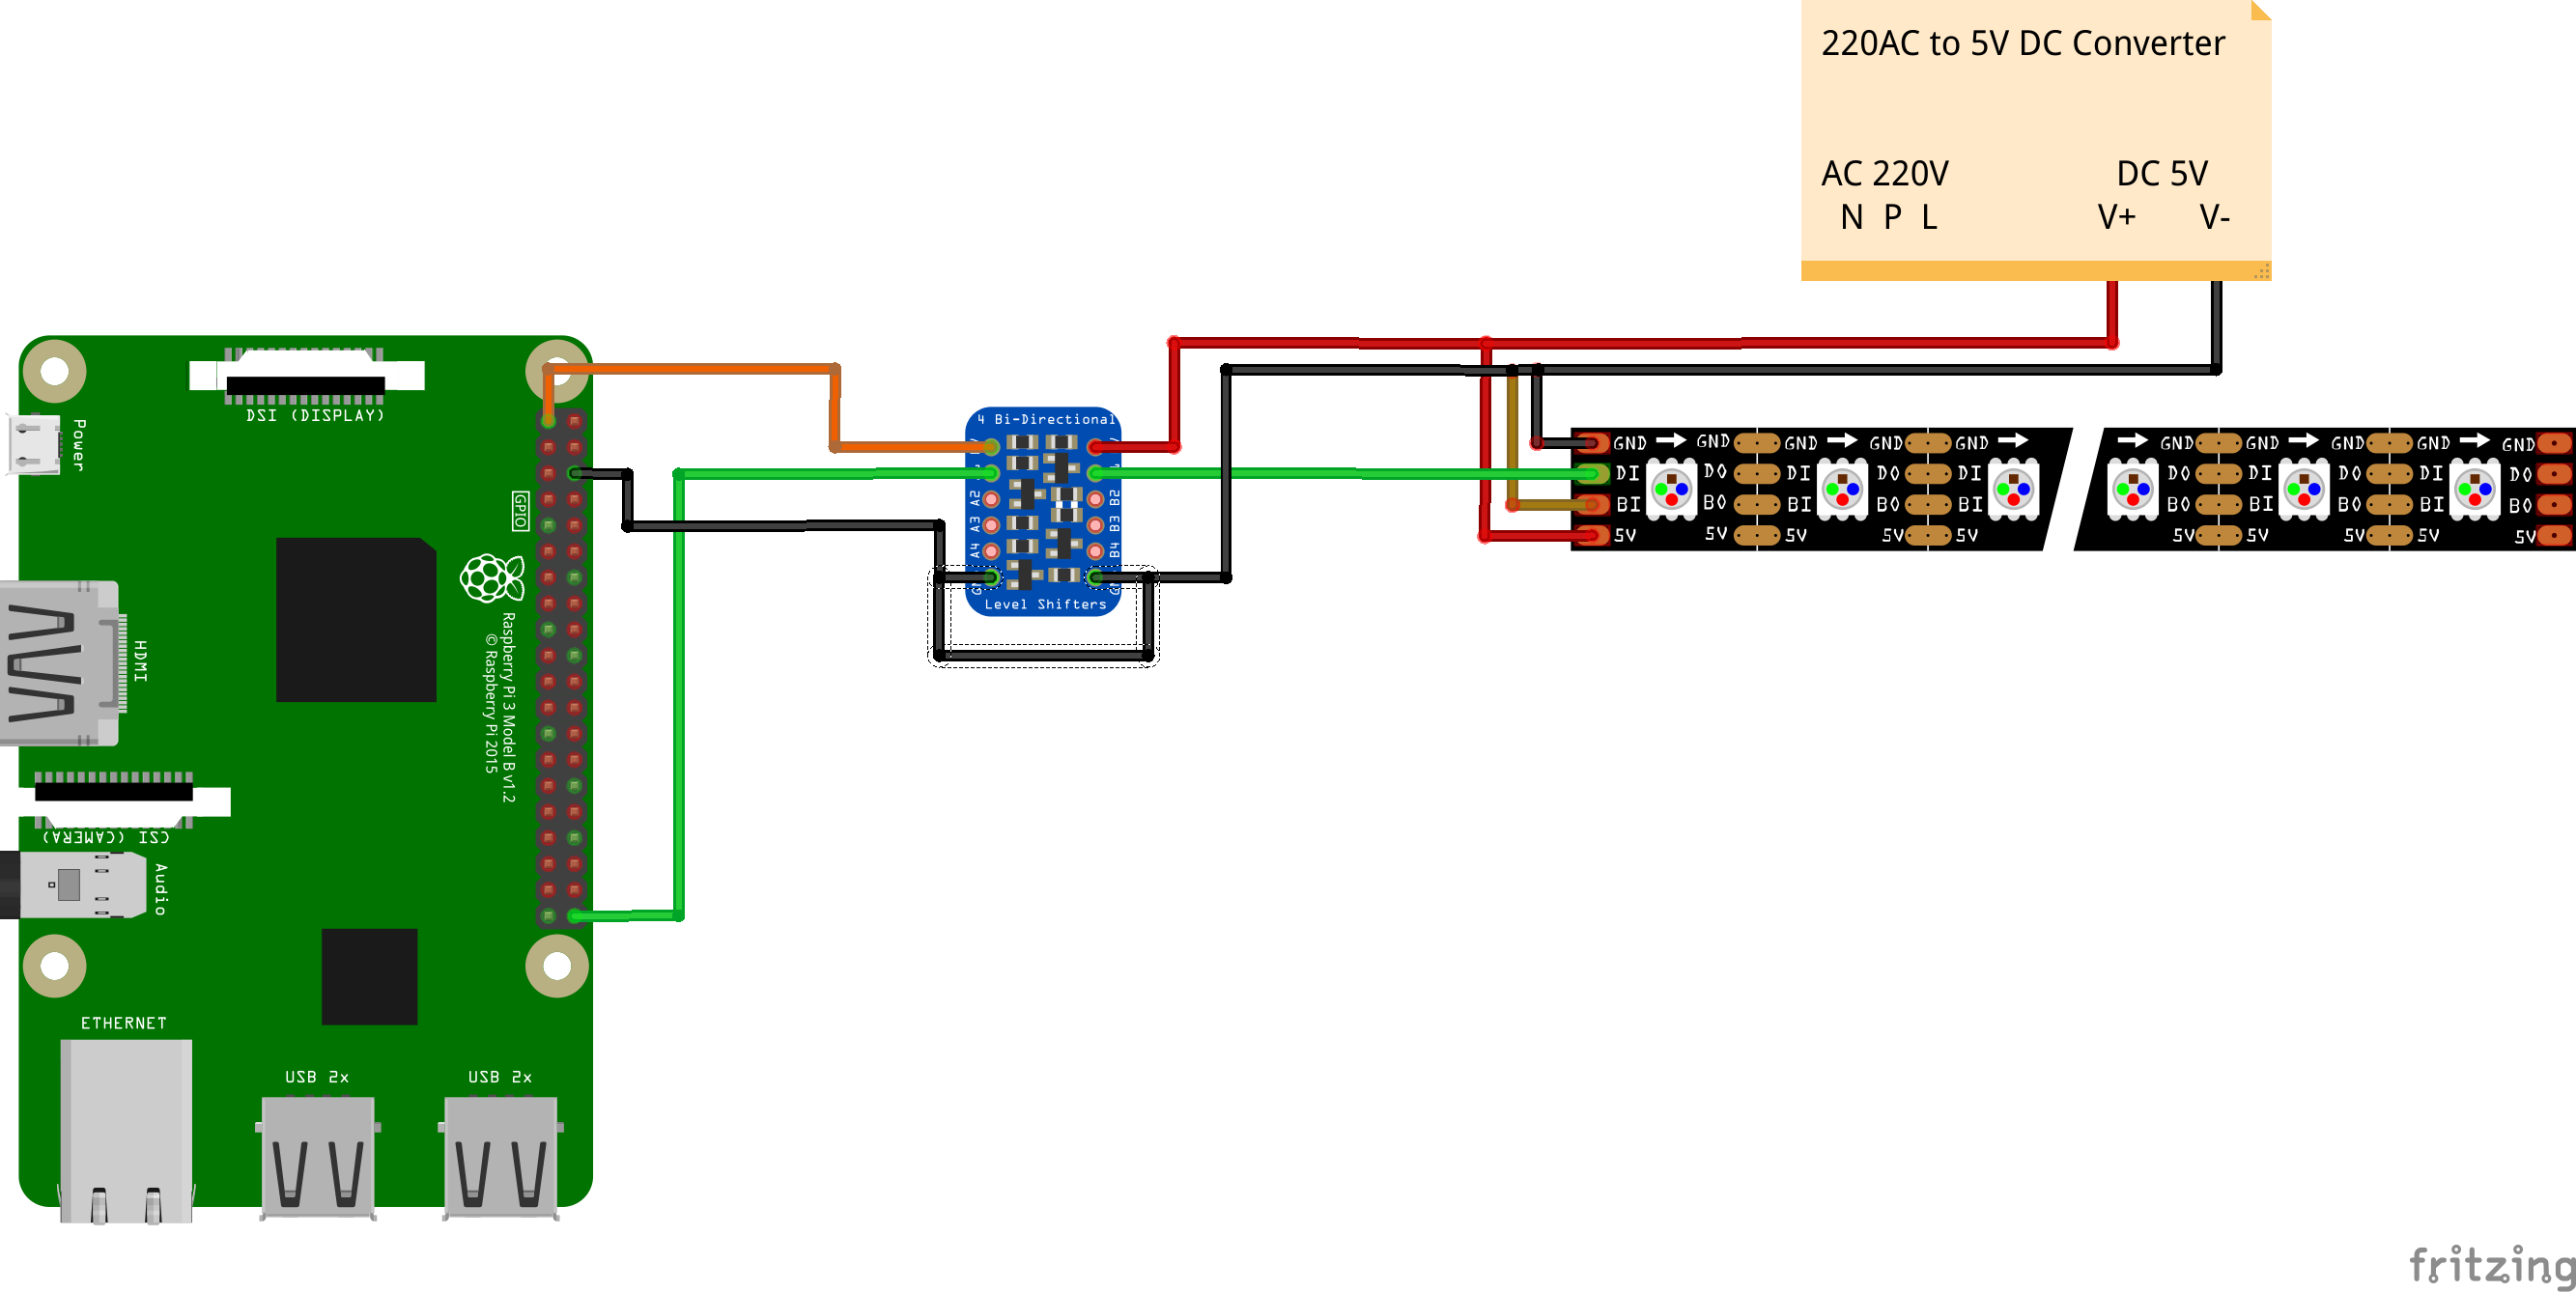 220AC to 5V DC Converter
AC 220V DC 5V
N P L V+ V-
DSI (DISPLAY)
Power
GPIO
HDMI
Raspberry Pi 3 Model B v1.2
© Raspberry Pi 2015
CSI (CAMERA)
Audio
ETHERNET
USB 2x USB 2x
4 Bi-Directional
A2 B2
A3 B3
A4 B4
Level Shifters
GND GND GND GND GND GND GND GND GND GND
DI DO DI DO DI DO DI DO DI DO
BI BO BI BO BI BO BI BO BI BO
5V 5V 5V 5V 5V 5V 5V 5V 5V 5V
fritzing